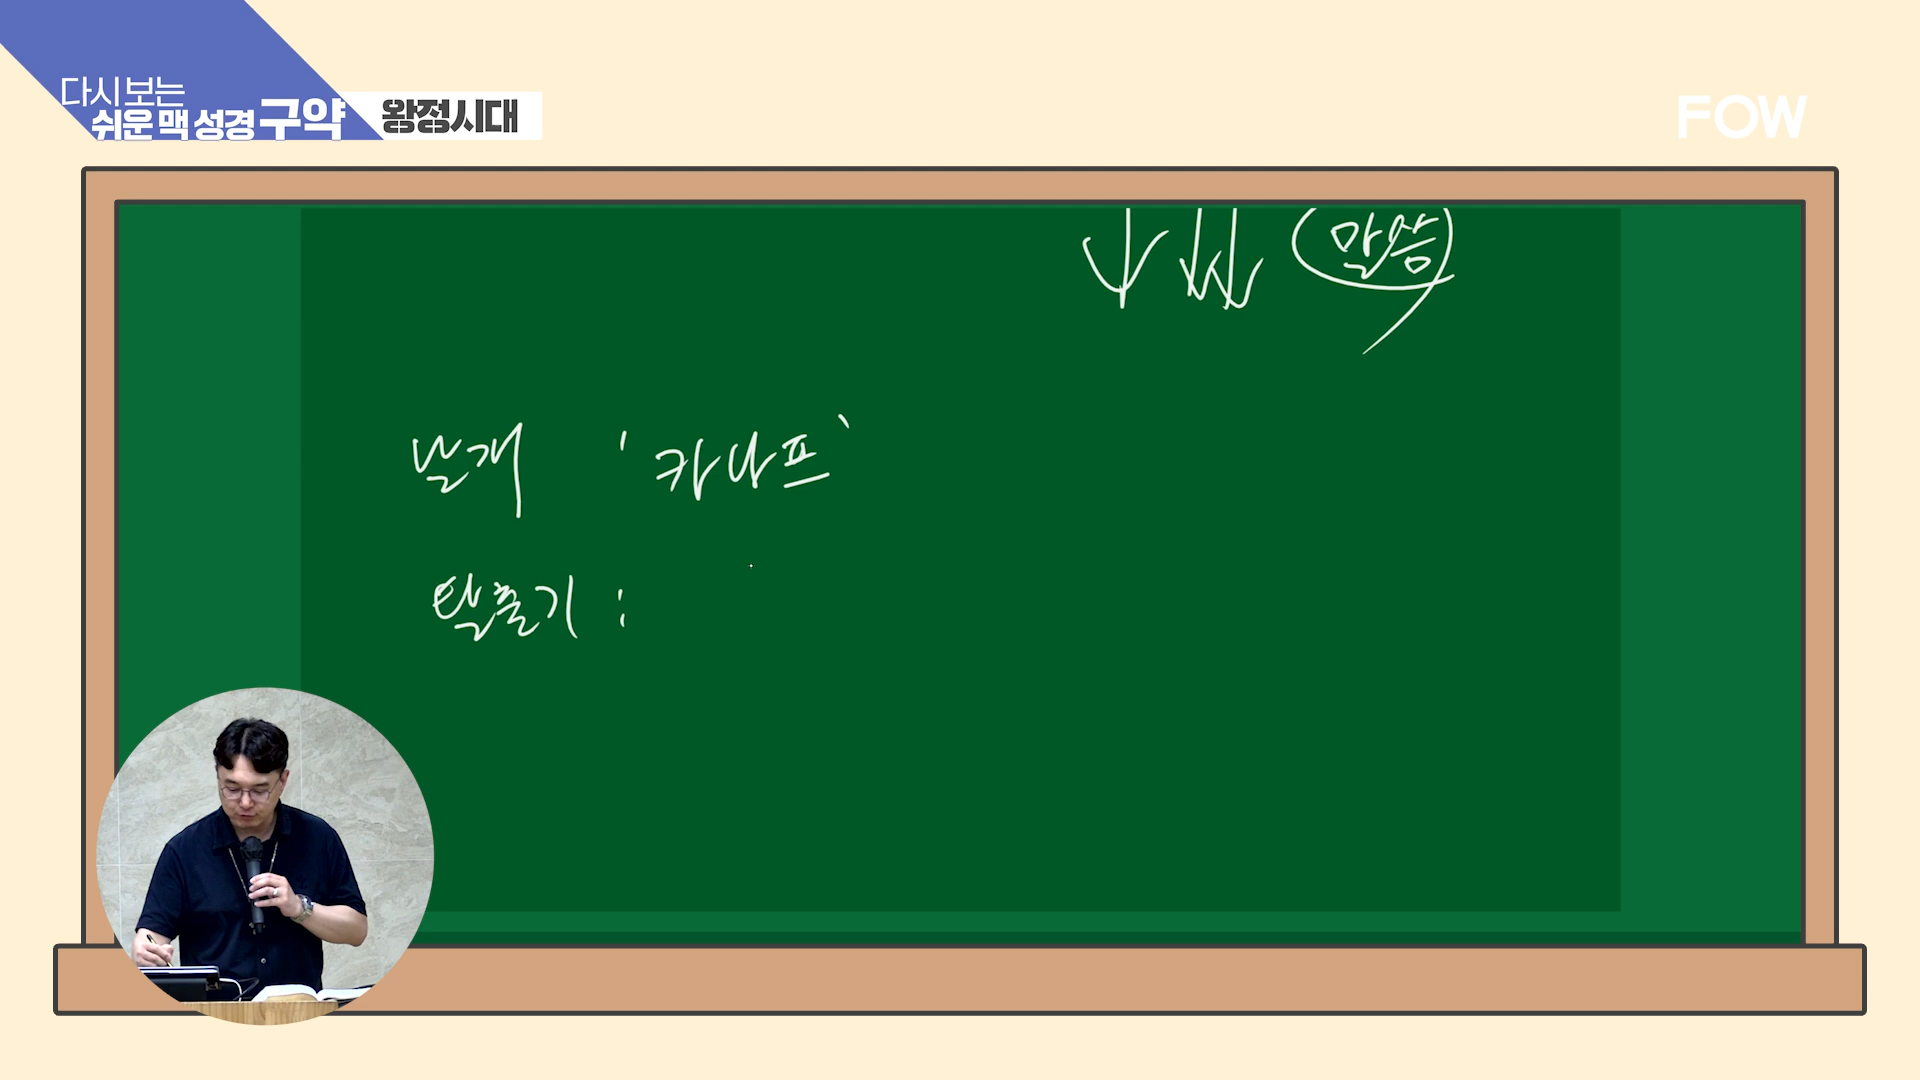 다시 보는
쉬운 맥 성경 구약
왕정시대
FOW
말씀
날개 '카나프'
탈출기 :